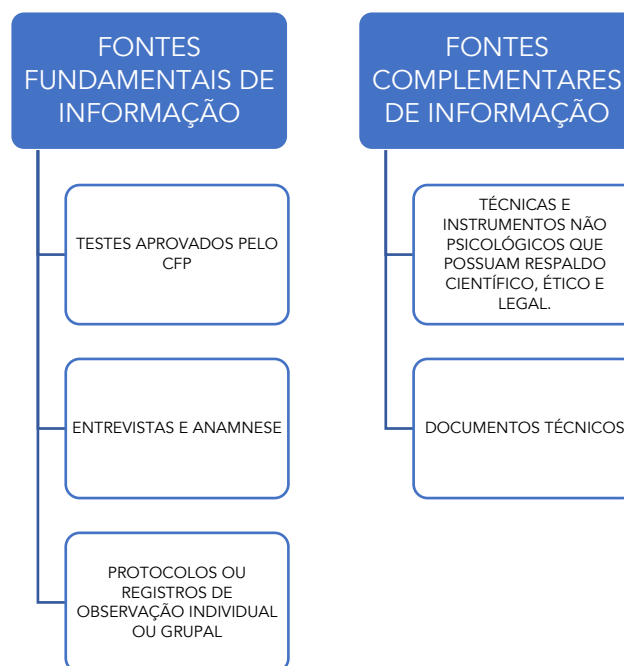 FONTES
FUNDAMENTAIS DE
INFORMAÇÃO
TESTES APROVADOS PELO
CFP
ENTREVISTAS E ANAMNESE
PROTOCOLOS OU
REGISTROS DE
OBSERVAÇÃO INDIVIDUAL
OU GRUPAL
FONTES
COMPLEMENTARES
DE INFORMAÇÃO
TÉCNICAS E
INSTRUMENTOS NÃO
PSICOLÓGICOS QUE
POSSUAM RESPALDO
CIENTÍFICO, ÉTICO E
LEGAL.
DOCUMENTOS TÉCNICOS